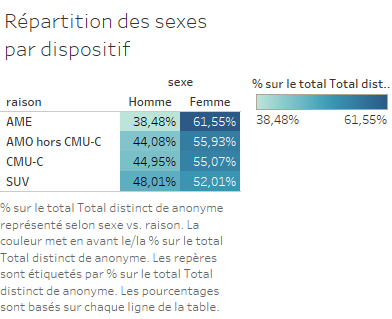 Répartition des sexes
par dispositif
sexe
% sur le total Total dist..
raison Homme Femme
38,48% 61,55%
AME 38,48% 61,55%
AMO hors CMU-C 44,08% 55,93%
CMU-C 44,95% 55,07%
SUV 48,01% 52,01%
% sur le total Total distinct de anonyme
représenté selon sexe vs. raison. La
couleur met en avant le/la % sur le total
Total distinct de anonyme. Les repères
sont étiquetés par % sur le total Total
distinct de anonyme. Les pourcentages
sont basés sur chaque ligne de la table.